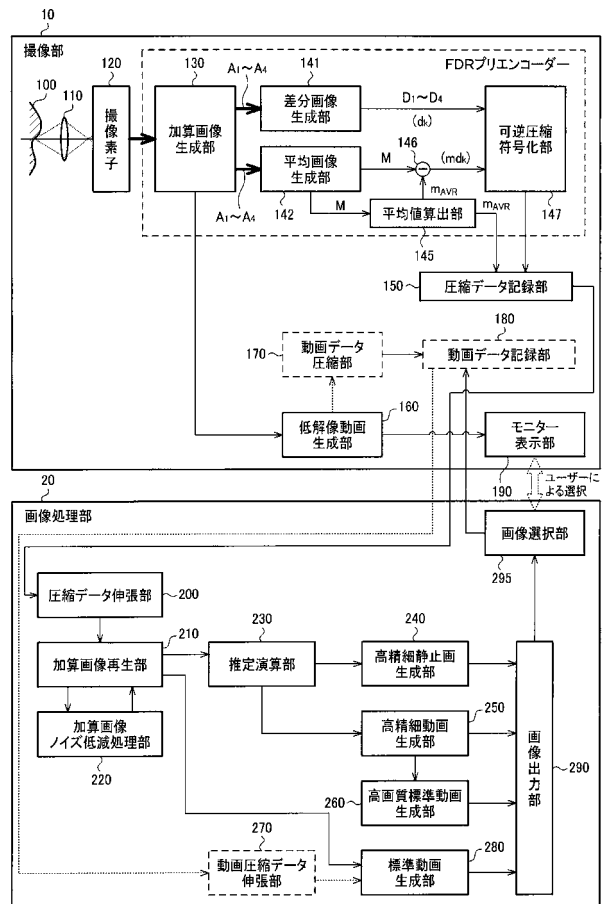 10
撮像部
FDRプリエンコーダー
100
110
120
撮像
素子
130
加算画像
生成部
A1～A4
A1～A4
141
差分画像
生成部
D1～D4
(dk)
142
平均画像
生成部
M
146
−
(mdk)
mAVR
M
平均値算出部
145
mAVR
可逆圧縮
符号化部
147
150
圧縮データ記録部
170
動画データ
圧縮部
180
動画データ記録部
160
低解像動画
生成部
モニター
表示部
190
ユーザーに
よる選択
20
画像処理部
画像選択部
295
圧縮データ伸張部
200
210
加算画像再生部
加算画像
ノイズ低減処理部
220
230
推定演算部
240
高精細静止画
生成部
250
高精細動画
生成部
260
高画質標準動画
生成部
270
動画圧縮データ
伸張部
280
標準動画
生成部
画像出力部
290